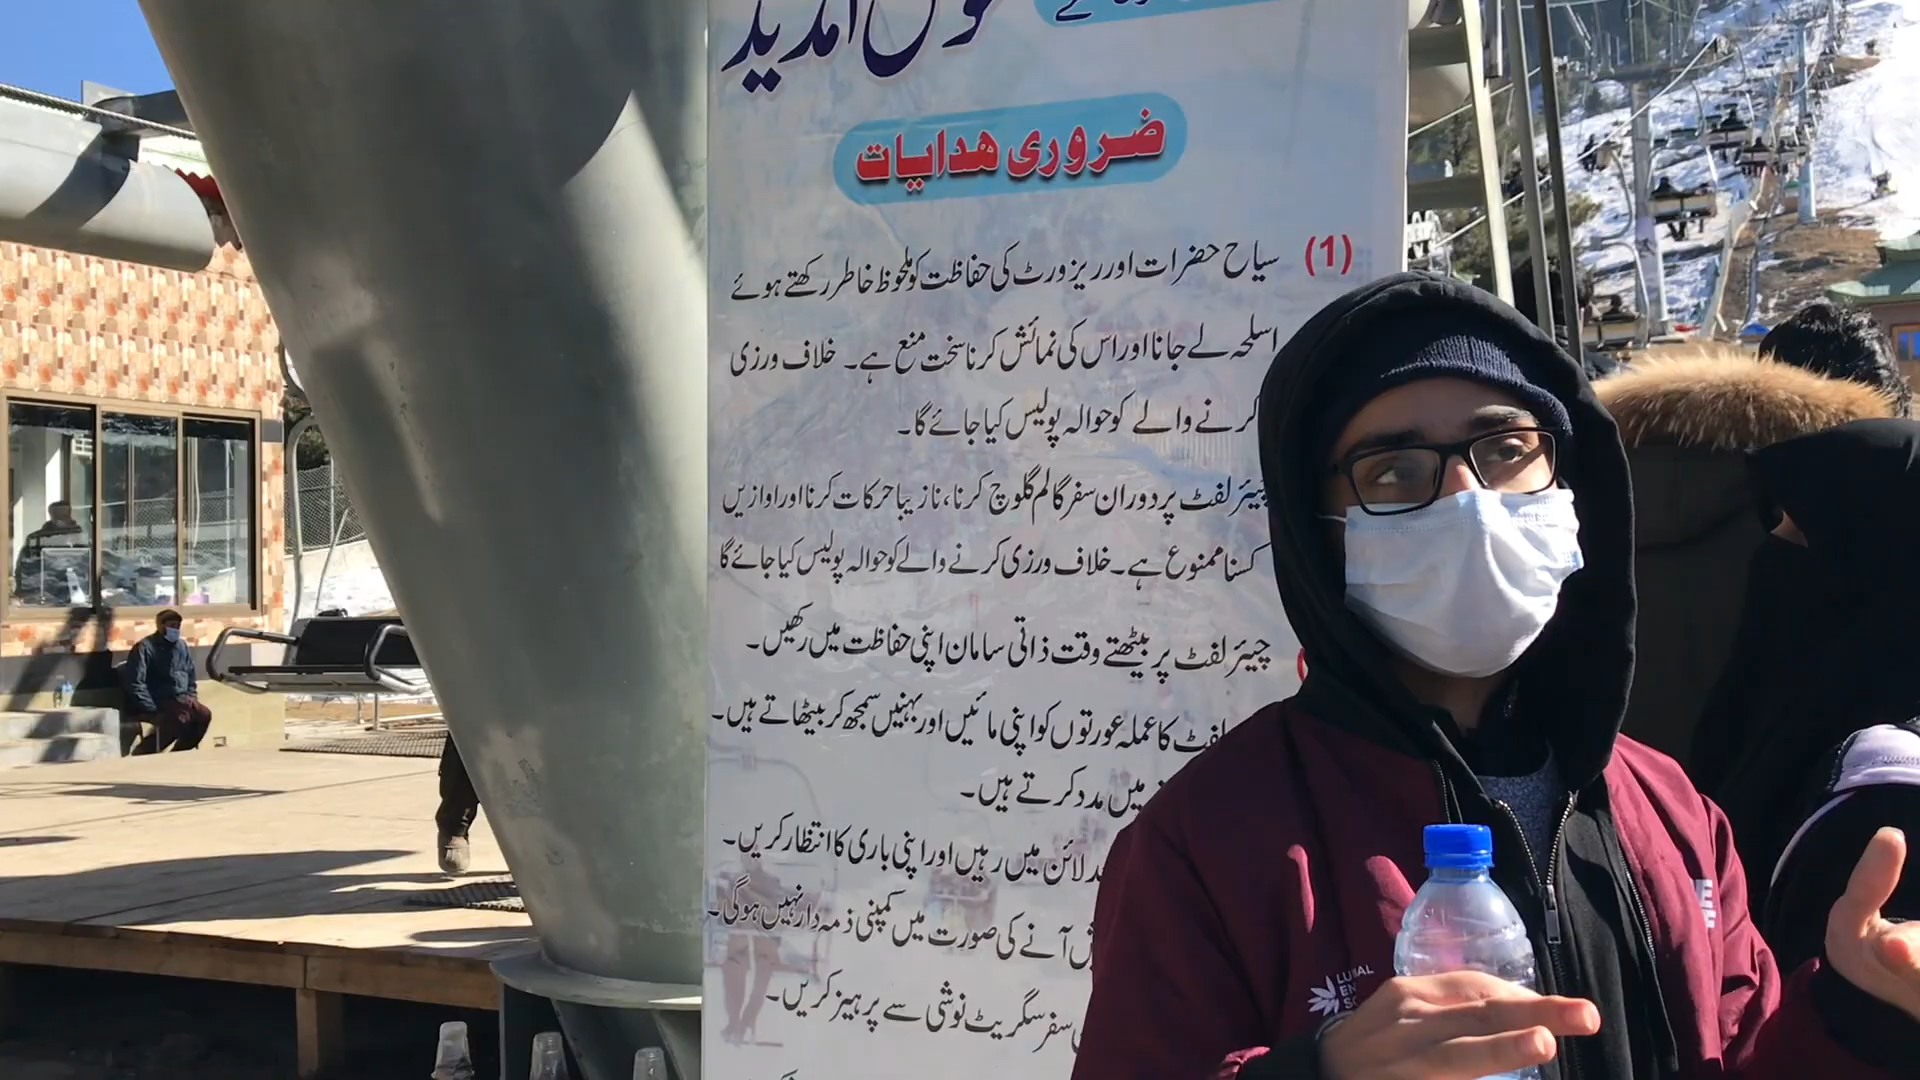 خوش آمدید
ضروری ھدایات
(1) سیاح حضرات اور ریزورٹ کی حفاظت کو ملحوظ خاطر رکھتے ہوئے
اسلحہ لے جانا اور اس کی نمائش کرنا سخت منع ہے۔ خلاف ورزی
کرنے والے کو حوالہ پولیس کیا جائے گا۔
چیئر لفٹ پر دوران سفر گالم گلوچ کرنا، نازیبا حرکات کرنا اور اوازیں
کسنا ممنوع ہے۔ خلاف ورزی کرنے والے کو حوالہ پولیس کیا جائے گا
چیئر لفٹ پر بیٹھتے وقت ذاتی سامان اپنی حفاظت میں رکھیں۔
لفٹ کا عملہ عورتوں کو اپنی مائیں اور بہنیں سمجھ کر بیٹھاتے ہیں۔
میں مدد کرتے ہیں۔
لائن میں رہیں اور اپنی باری کا انتظار کریں۔
آنے کی صورت میں کمپنی ذمہ دار نہیں ہوگی۔
سفر سگریٹ نوشی سے پرہیز کریں۔